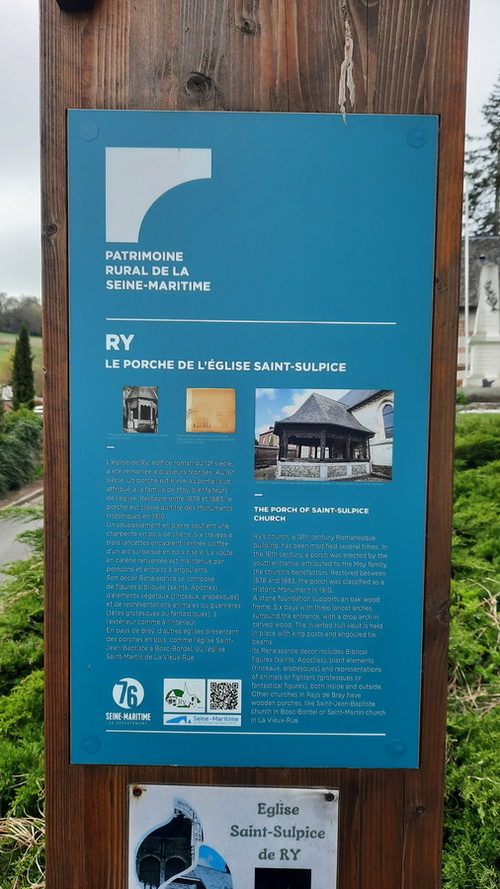 PATRIMOINE
RURAL DE LA
SEINE-MARITIME
RY
LE PORCHE DE L'ÉGLISE SAINT-SULPICE
L'église de Ry, édifice roman du 12e siècle,
a été remaniée à plusieurs reprises. Au 16e
siècle, un porche est élevé au portail sud,
attribué à la famille de Moy, bienfaiteurs
de l'église. Restauré entre 1878 et 1883, le
porche est classé au titre des Monuments
Historiques en 1910.
Un soubassement en pierre soutient une
charpente en bois de chêne. Six travées à
trois lancettes encadrent l'entrée coiffée
d'un arc surbaissé en bois ciselé. La voûte
en carène renversée est maintenue par
poinçons et entraits à engoulants.
Son décor Renaissance se compose
de figures bibliques (saints, Apôtres),
d'éléments végétaux (rinceaux, arabesques)
et de représentations animales ou guerrières
(têtes grotesques ou fantastiques), à
l'extérieur comme à l'intérieur.
En pays de Bray, d'autres églises présentent
des porches en bois, comme l'église Saint-
Jean-Baptiste à Bosc-Bordel, ou l'église
Saint-Martin de La Vieux-Rue.
THE PORCH OF SAINT-SULPICE
CHURCH
Ry's church, a 12th century Romanesque
building, has been modified several times. In
the 16th century, a porch was erected by the
south entrance, attributed to the Moy family,
the church's benefactors. Restored between
1878 and 1883, the porch was classified as a
Historic Monument in 1910.
A stone foundation supports an oak wood
frame. Six bays with three lancet arches
surround the entrance, with a drop arch in
carved wood. The inverted hull vault is held
in place with king posts and engouled tie
beams.
Its Renaissance decor includes Biblical
figures (saints, Apostles), plant elements
(rinceaux, arabesques) and representations
of animals or fighters (grotesques or
fantastical figures), both inside and outside.
Other churches in Pays de Bray have
wooden porches, like Saint-Jean-Baptiste
church in Bosc-Bordel or Saint-Martin church
in La Vieux-Rue.
76
SEINE-MARITIME
LE DÉPARTEMENT
Ry
Seine-Maritime
Eglise
Saint-Sulpice
de RY